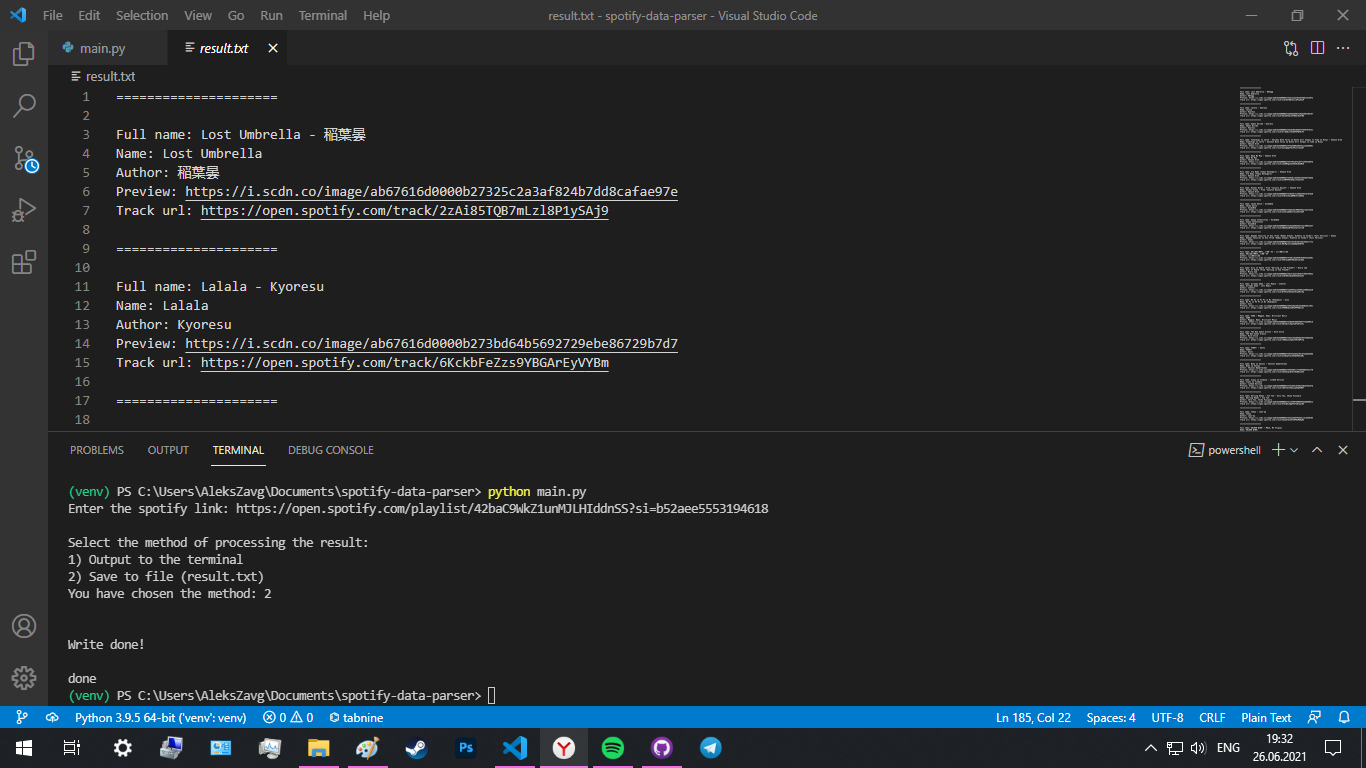 File Edit Selection View Go Run Terminal Help result.txt - spotify-data-parser - Visual Studio Code
main.py result.txt
result.txt
1 =====================
2
3 Full name: Lost Umbrella - 稲葉曇
4 Name: Lost Umbrella
5 Author: 稲葉曇
6 Preview: https://i.scdn.co/image/ab67616d0000b27325c2a3af824b7dd8cafae97e
7 Track url: https://open.spotify.com/track/2zAi85TQB7mLzl8P1ySAj9
8
9 =====================
10
11 Full name: Lalala - Kyoresu
12 Name: Lalala
13 Author: Kyoresu
14 Preview: https://i.scdn.co/image/ab67616d0000b273bd64b5692729ebe86729b7d7
15 Track url: https://open.spotify.com/track/6KckbFeZzs9YBGArEyVYBm
16
17 =====================
18
PROBLEMS OUTPUT TERMINAL DEBUG CONSOLE powershell
(venv) PS C:\Users\AleksZavg\Documents\spotify-data-parser> python main.py
Enter the spotify link: https://open.spotify.com/playlist/42baC9WkZ1unMJLHIddnSS?si=b52aee5553194618
Select the method of processing the result:
1) Output to the terminal
2) Save to file (result.txt)
You have chosen the method: 2
Write done!
done
(venv) PS C:\Users\AleksZavg\Documents\spotify-data-parser>
Python 3.9.5 64-bit ('venv': venv) 0 0 tabnine Ln 185, Col 22 Spaces: 4 UTF-8 CRLF Plain Text
Ps ENG 19:32
26.06.2021